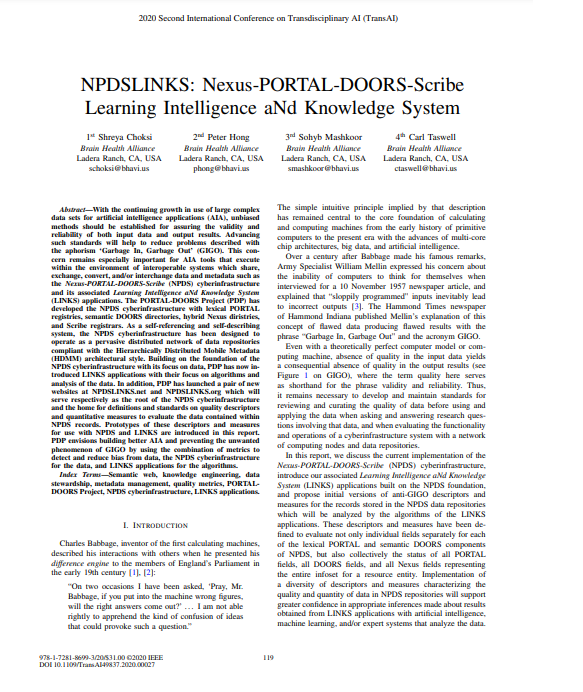 2020 Second International Conference on Transdisciplinary AI (TransAI)
NPDSLINKS: Nexus-PORTAL-DOORS-Scribe
Learning Intelligence aNd Knowledge System
1st Shreya Choksi
Brain Health Alliance
Ladera Ranch, CA, USA
schoksi@bhavi.us
2nd Peter Hong
Brain Health Alliance
Ladera Ranch, CA, USA
phong@bhavi.us
3rd Sohyb Mashkoor
Brain Health Alliance
Ladera Ranch, CA, USA
smashkoor@bhavi.us
4th Carl Taswell
Brain Health Alliance
Ladera Ranch, CA, USA
ctaswell@bhavi.us
Abstract—With the continuing growth in use of large complex
data sets for artificial intelligence applications (AIA), unbiased
methods should be established for assuring the validity and
reliability of both input data and output results. Advancing
such standards will help to reduce problems described with
the aphorism 'Garbage In, Garbage Out' (GIGO). This con-
cern remains especially important for AIA tools that execute
within the environment of interoperable systems which share,
exchange, convert, and/or interchange data and metadata such as
the Nexus-PORTAL-DOORS-Scribe (NPDS) cyberinfrastructure
and its associated Learning Intelligence aNd Knowledge System
(LINKS) applications. The PORTAL-DOORS Project (PDP) has
developed the NPDS cyberinfrastructure with lexical PORTAL
registries, semantic DOORS directories, hybrid Nexus diristries,
and Scribe registrars. As a self-referencing and self-describing
system, the NPDS cyberinfrastructure has been designed to
operate as a pervasive distributed network of data repositories
compliant with the Hierarchically Distributed Mobile Metadata
(HDMM) architectural style. Building on the foundation of the
NPDS cyberinfrastructure with its focus on data, PDP has now in-
troduced LINKS applications with their focus on algorithms and
analysis of the data. In addition, PDP has launched a pair of new
websites at NPDSLINKS.net and NPDSLINKS.org which will
serve respectively as the root of the NPDS cyberinfrastructure
and the home for definitions and standards on quality descriptors
and quantitative measures to evaluate the data contained within
NPDS records. Prototypes of these descriptors and measures
for use with NPDS and LINKS are introduced in this report.
PDP envisions building better AIA and preventing the unwanted
phenomenon of GIGO by using the combination of metrics to
detect and reduce bias from data, the NPDS cyberinfrastructure
for the data, and LINKS applications for the algorithms.
Index Terms—Semantic web, knowledge engineering, data
stewardship, metadata management, quality metrics, PORTAL-
DOORS Project, NPDS cyberinfrastructure, LINKS applications.
I. INTRODUCTION
Charles Babbage, inventor of the first calculating machines,
described his interactions with others when he presented his
difference engine to the members of England's Parliament in
the early 19th century [1], [2]:
"On two occasions I have been asked, 'Pray, Mr.
Babbage, if you put into the machine wrong figures,
will the right answers come out?' … I am not able
rightly to apprehend the kind of confusion of ideas
that could provoke such a question."
The simple intuitive principle implied by that description
has remained central to the core foundation of calculating
and computing machines from the early history of primitive
computers to the present era with the advances of multi-core
chip architectures, big data, and artificial intelligence.
Over a century after Babbage made his famous remarks,
Army Specialist William Mellin expressed his concern about
the inability of computers to think for themselves when
interviewed for a 10 November 1957 newspaper article, and
explained that "sloppily programmed" inputs inevitably lead
to incorrect outputs [3]. The Hammond Times newspaper
of Hammond Indiana published Mellin's explanation of this
concept of flawed data producing flawed results with the
phrase "Garbage In, Garbage Out" and the acronym GIGO.
Even with a theoretically perfect computer model or com-
puting machine, absence of quality in the input data yields
a consequential absence of quality in the output results (see
Figure 1 on GIGO), where the term quality here serves
as shorthand for the phrase validity and reliability. Thus,
it remains necessary to develop and maintain standards for
reviewing and curating the quality of data before using and
applying the data when asking and answering research ques-
tions involving that data, and when evaluating the functionality
and operations of a cyberinfrastructure system with a network
of computing nodes and data repositories.
In this report, we discuss the current implementation of the
Nexus-PORTAL-DOORS-Scribe (NPDS) cyberinfrastructure,
introduce our associated Learning Intelligence aNd Knowledge
System (LINKS) applications built on the NPDS foundation,
and propose initial versions of anti-GIGO descriptors and
measures for the records stored in the NPDS data repositories
which will be analyzed by the algorithms of the LINKS
applications. These descriptors and measures have been de-
fined to evaluate not only individual fields separately for each
of the lexical PORTAL and semantic DOORS components
of NPDS, but also collectively the status of all PORTAL
fields, all DOORS fields, and all Nexus fields representing
the entire infoset for a resource entity. Implementation of
a diversity of descriptors and measures characterizing the
quality and quantity of data in NPDS repositories will support
greater confidence in appropriate inferences made about results
obtained from LINKS applications with artificial intelligence,
machine learning, and/or expert systems that analyze the data.
978-1-7281-8699-3/20/$31.00 ©2020 IEEE
DOI 10.1109/TransAI49837.2020.00027
119